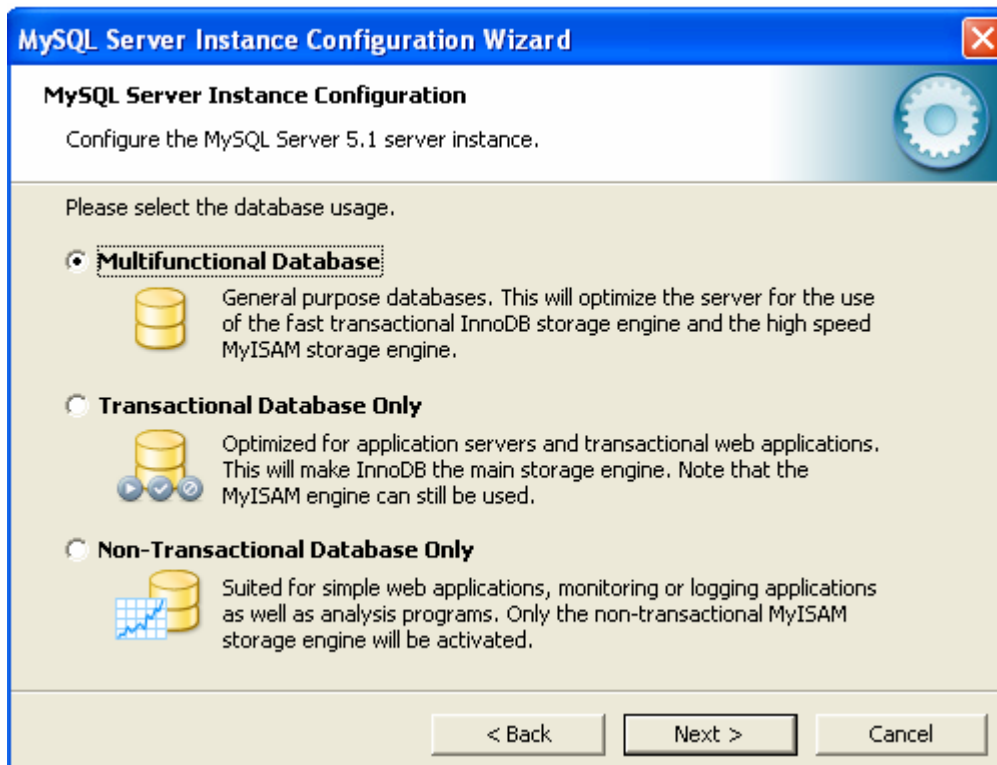 MySQL Server Instance Configuration Wizard
MySQL Server Instance Configuration
Configure the MySQL Server 5.1 server instance.
Please select the database usage.
Multifunctional Database
General purpose databases. This will optimize the server for the use
of the fast transactional InnoDB storage engine and the high speed
MyISAM storage engine.
Transactional Database Only
Optimized for application servers and transactional web applications.
This will make InnoDB the main storage engine. Note that the
MyISAM engine can still be used.
Non-Transactional Database Only
Suited for simple web applications, monitoring or logging applications
as well as analysis programs. Only the non-transactional MyISAM
storage engine will be activated.
< Back Next > Cancel